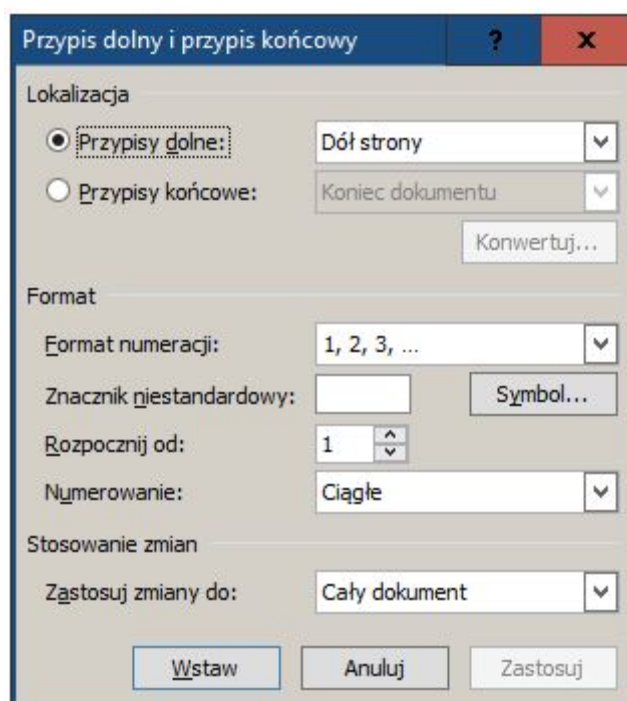 Przypis dolny i przypis końcowy ? x
Lokalizacja
Przypisy dolne: Dół strony
Przypisy końcowe: Koniec dokumentu
Konwertuj...
Format
Format numeracji: 1, 2, 3, ...
Znacznik niestandardowy: Symbol...
Rozpocznij od: 1
Numerowanie: Ciągłe
Stosowanie zmian
Zastosuj zmiany do: Cały dokument
Wstaw Anuluj Zastosuj